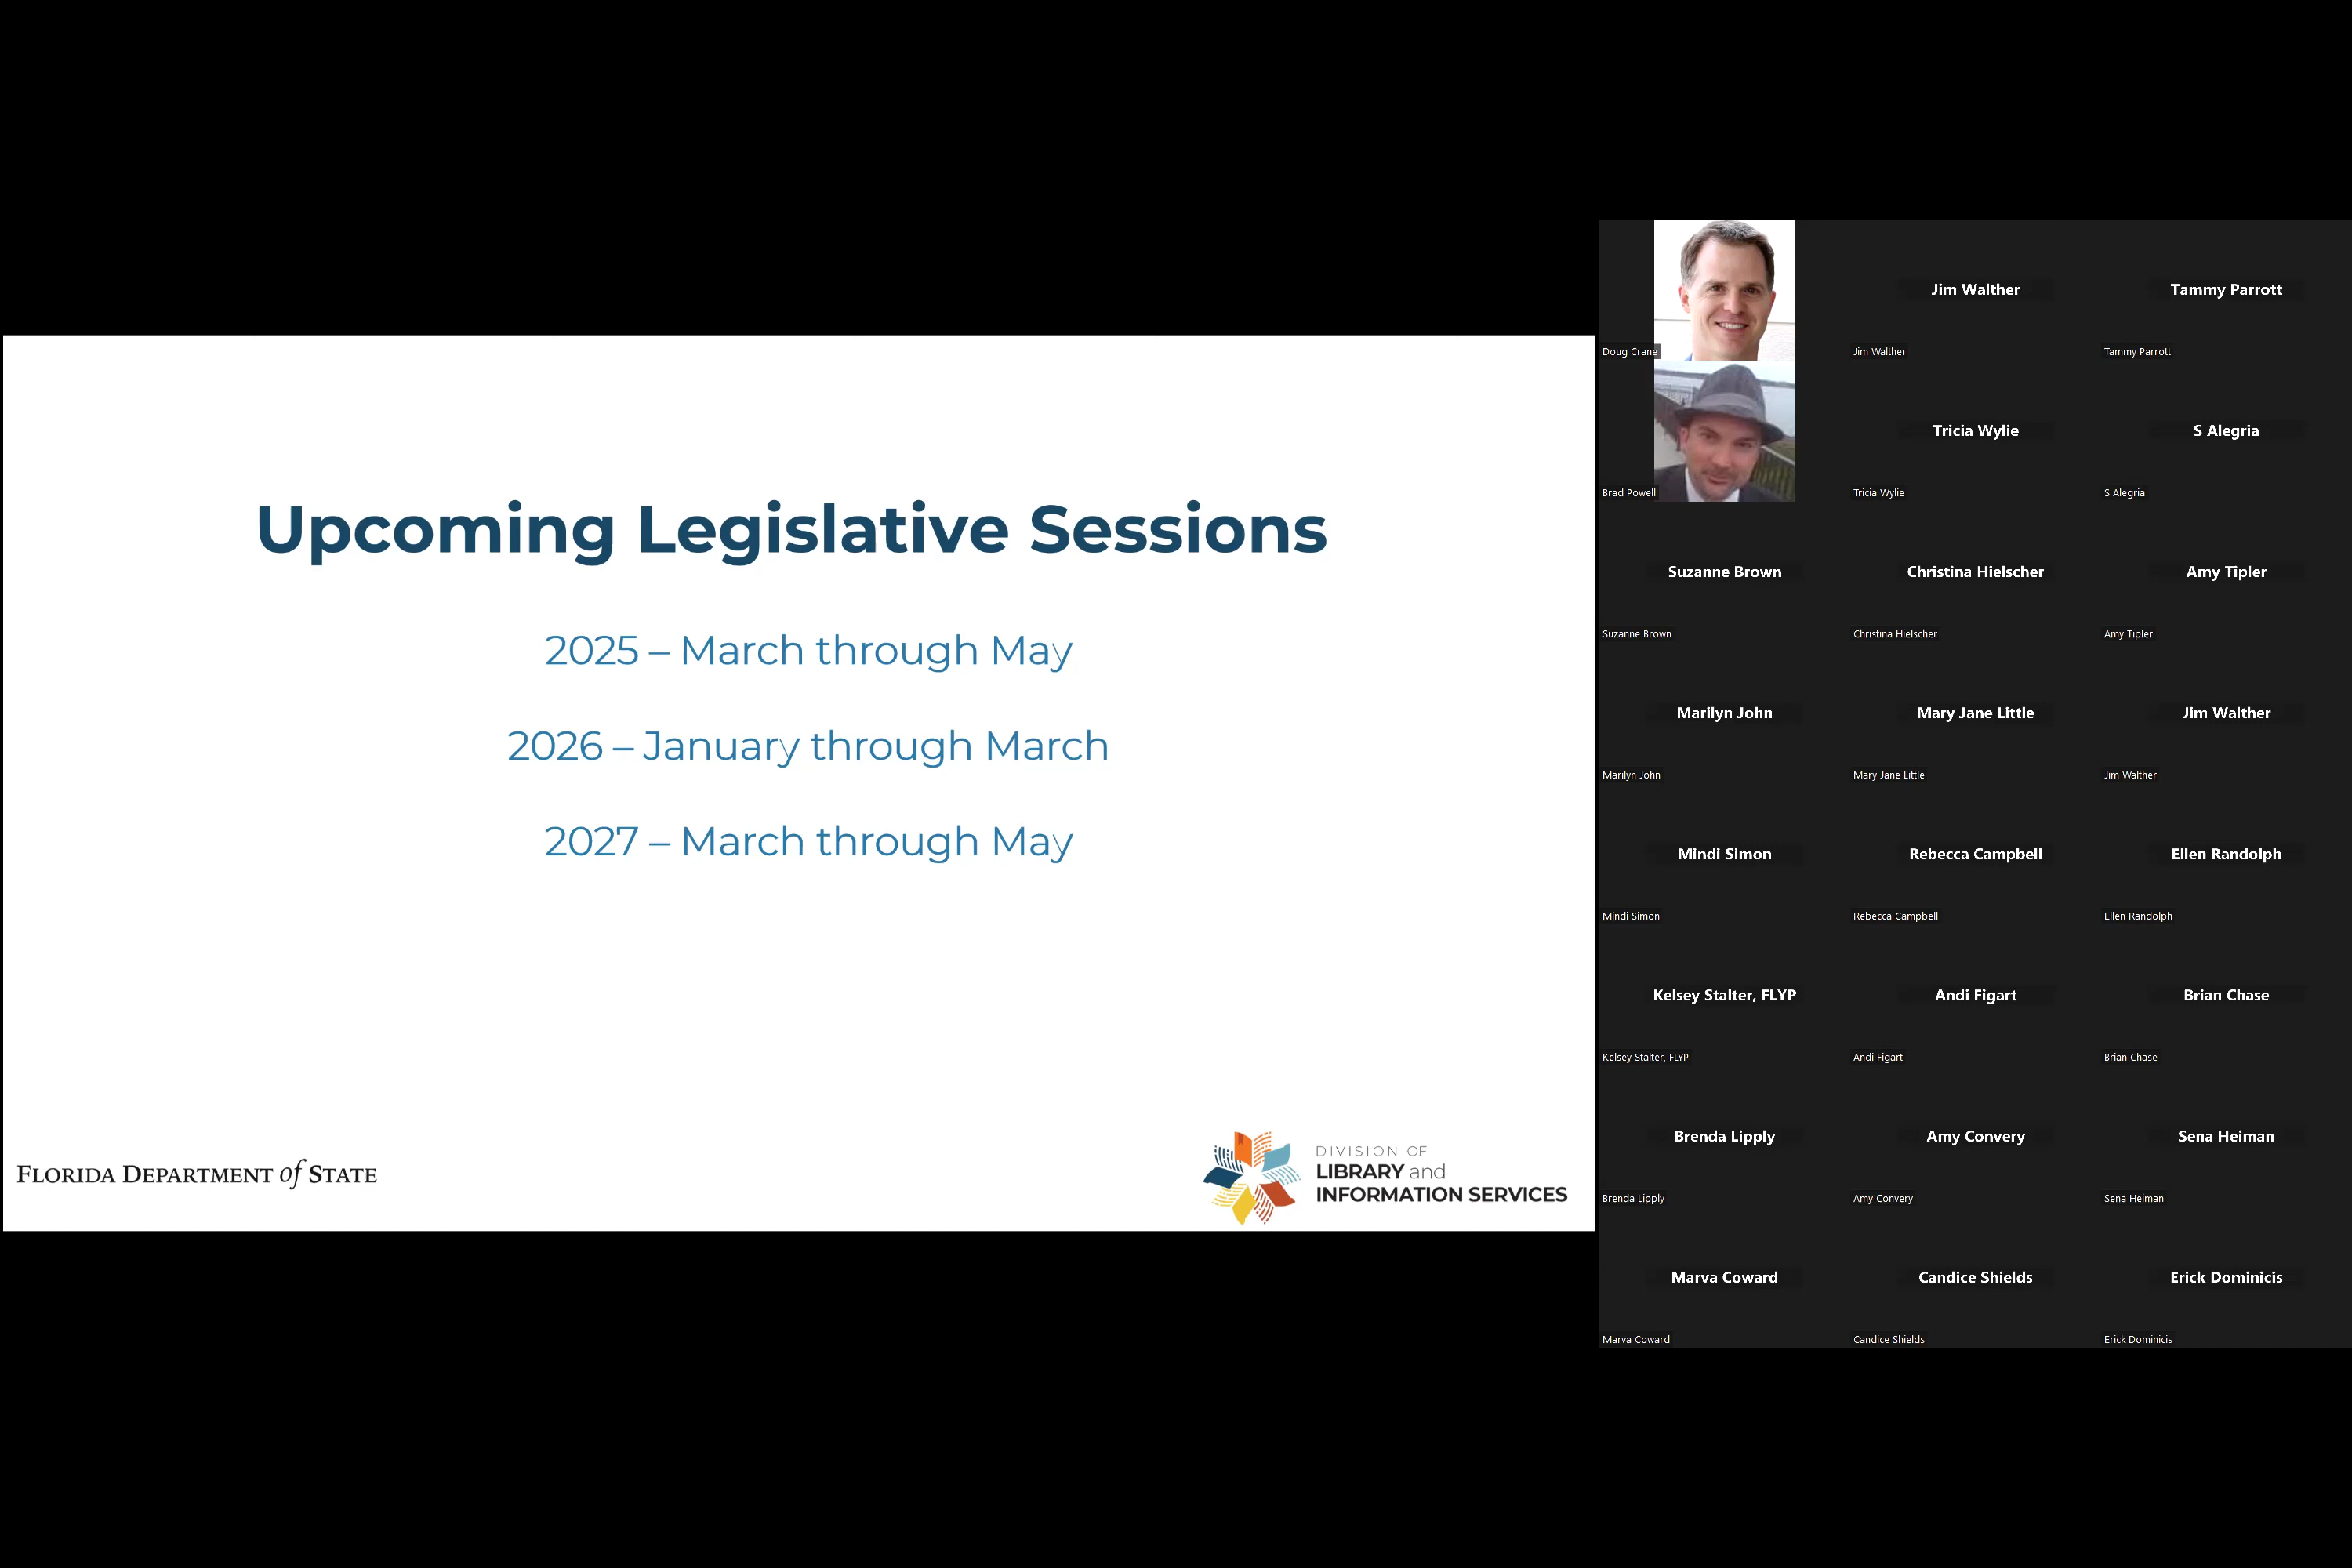 Upcoming Legislative Sessions
2025 – March through May
2026 – January through March
2027 – March through May
FLORIDA DEPARTMENT of STATE
DIVISION OF
LIBRARY and
INFORMATION SERVICES
Doug Crane
Jim Walther
Jim Walther
Tammy Parrott
Tammy Parrott
Brad Powell
Tricia Wylie
Tricia Wylie
S Alegria
S Alegria
Suzanne Brown
Suzanne Brown
Christina Hielscher
Christina Hielscher
Amy Tipler
Amy Tipler
Marilyn John
Marilyn John
Mary Jane Little
Mary Jane Little
Jim Walther
Jim Walther
Mindi Simon
Mindi Simon
Rebecca Campbell
Rebecca Campbell
Ellen Randolph
Ellen Randolph
Kelsey Stalter, FLYP
Kelsey Stalter, FLYP
Andi Figart
Andi Figart
Brian Chase
Brian Chase
Brenda Lipply
Brenda Lipply
Amy Convery
Amy Convery
Sena Heiman
Sena Heiman
Marva Coward
Marva Coward
Candice Shields
Candice Shields
Erick Dominicis
Erick Dominicis